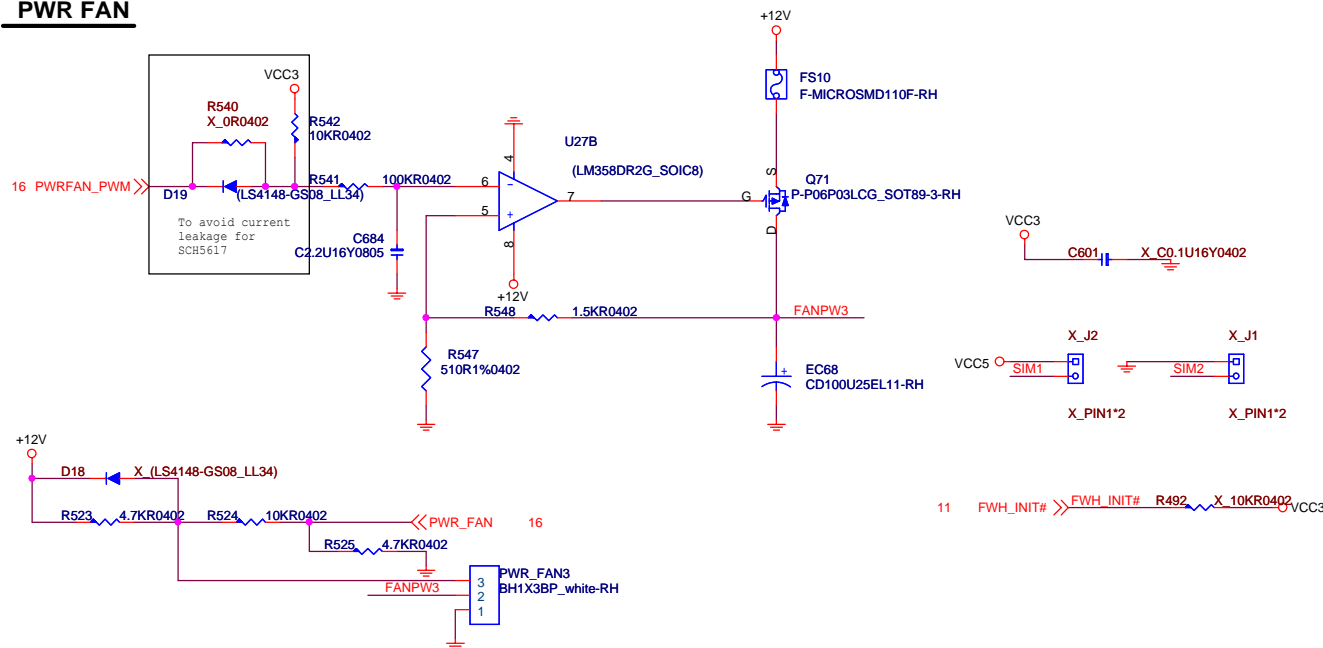 PWR FAN
+12V
FS10
F-MICROSMD110F-RH
VCC3
R540
X_0R0402
R542
10KR0402
U27B
(LM358DR2G_SOIC8)
4
16 PWRFAN_PWM
D19
(LS4148-GS08_LL34)
R541
100KR0402
6
5
7
8
+12V
G
S
D
Q71
P-P06P03LCG_SOT89-3-RH
To avoid current
leakage for
SCH5617
C684
C2.2U16Y0805
R548
1.5KR0402
FANPW3
R547
510R1%0402
EC68
CD100U25EL11-RH
+
VCC3
C601
X_C0.1U16Y0402
X_J2
VCC5
SIM1
X_PIN1*2
X_J1
SIM2
X_PIN1*2
+12V
D18
X_(LS4148-GS08_LL34)
R523
4.7KR0402
R524
10KR0402
PWR_FAN
16
R525
4.7KR0402
PWR_FAN3
BH1X3BP_white-RH
FANPW3
3
2
1
11 FWH_INIT#
FWH_INIT#
R492
X_10KR0402
VCC3